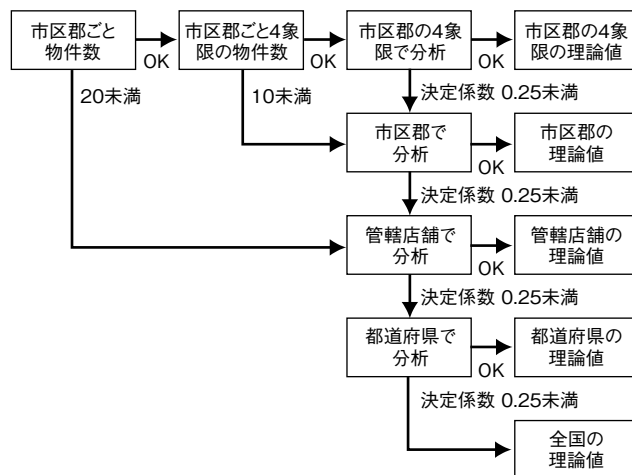 市区郡ごと
物件数
OK
市区郡ごと4象
限の物件数
OK
市区郡の4象
限で分析
OK
市区郡の4象
限の理論値
20未満
10未満
決定係数 0.25未満
市区郡で
分析
OK
市区郡の
理論値
決定係数 0.25未満
管轄店舗で
分析
OK
管轄店舗の
理論値
決定係数 0.25未満
都道府県で
分析
OK
都道府県の
理論値
決定係数 0.25未満
全国の
理論値